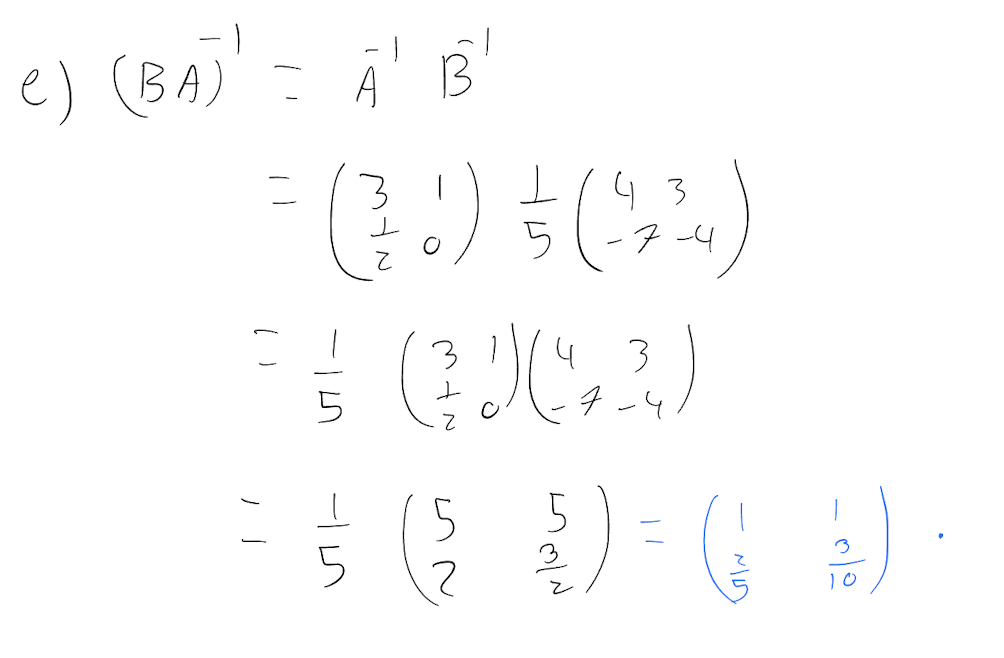 e) (BA)⁻¹ = A⁻¹ B⁻¹
= (3 1; 1/2 0) 1/5 (4 3; -7 -4)
= 1/5 (3 1; 1/2 0)(4 3; -7 -4)
= 1/5 (5 5; 2 3/2) = (1 1; 2/5 3/10) .